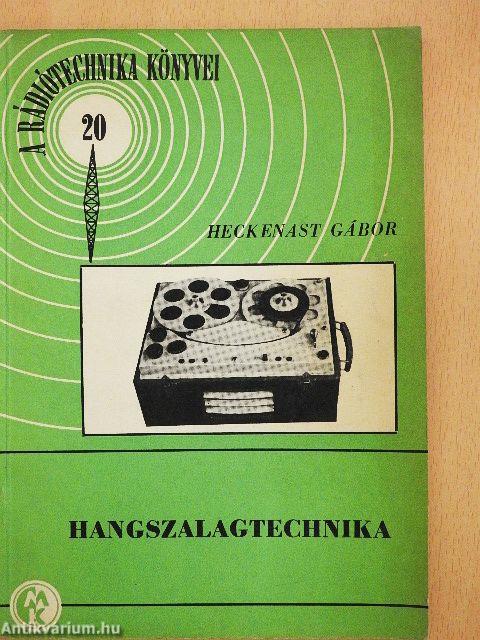 A RÁDIÓTECHNIKA KÖNYVEI
20
HECKENAST GÁBOR
HANGSZALAGTECHNIKA
Antikvarium.hu